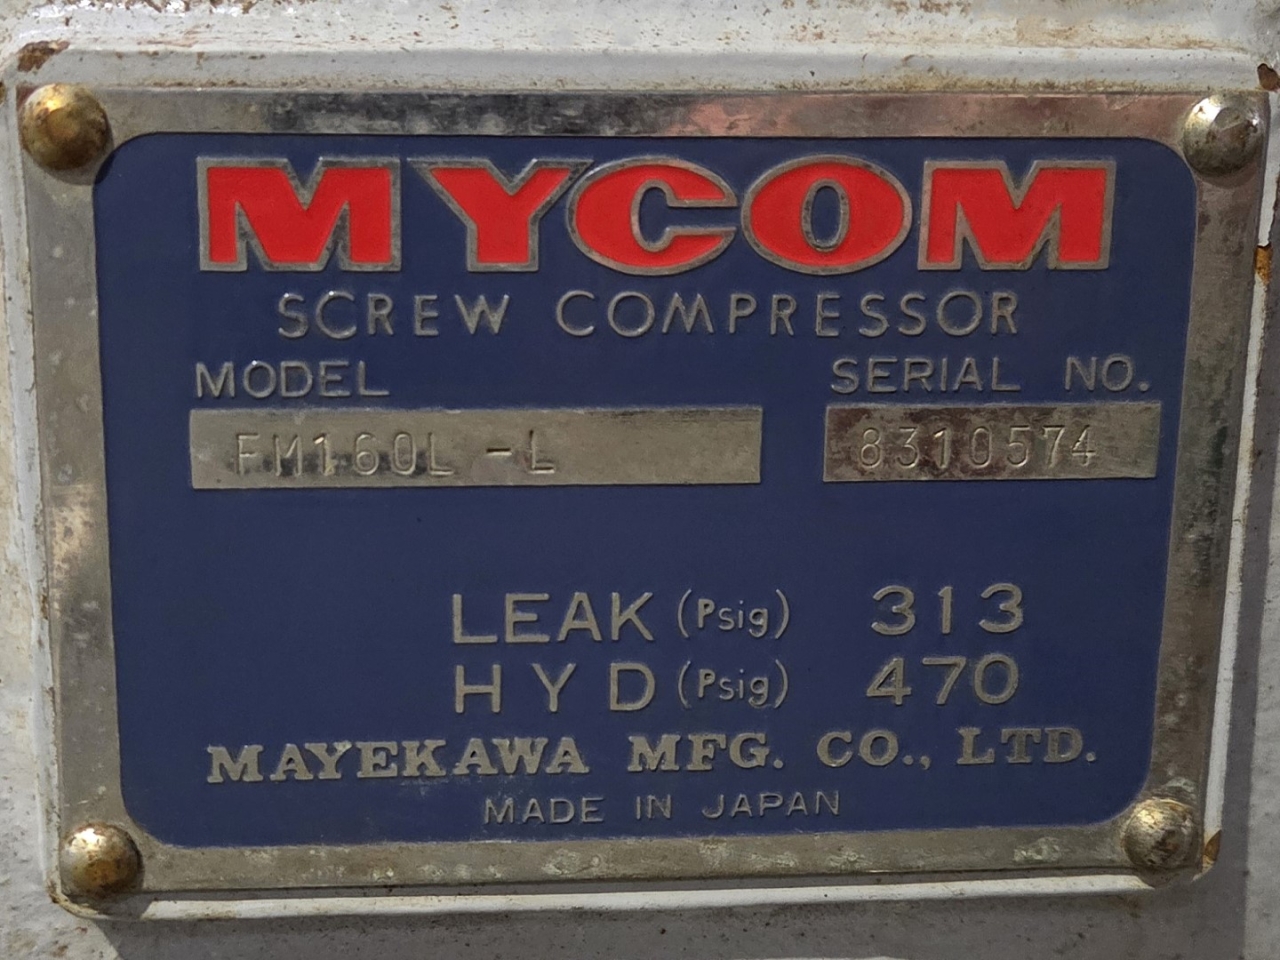 MYCOM
SCREW COMPRESSOR
MODEL SERIAL NO.
FM160L-L 8310574
LEAK (Psig) 313
HYD (Psig) 470
MAYEKAWA MFG. CO., LTD.
MADE IN JAPAN